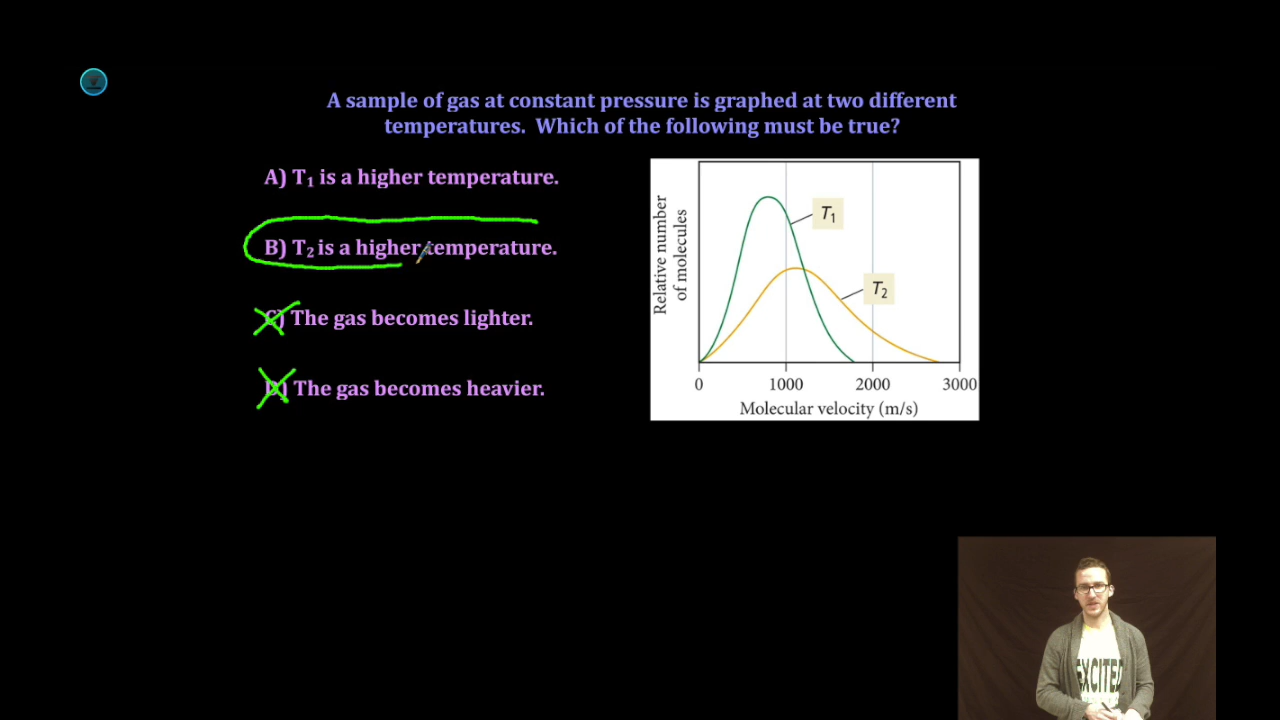 A sample of gas at constant pressure is graphed at two different
temperatures. Which of the following must be true?
A) T₁ is a higher temperature.
B) T₂ is a higher temperature.
C) The gas becomes lighter.
D) The gas becomes heavier.
Relative number
of molecules
T₁
T₂
0 1000 2000 3000
Molecular velocity (m/s)
EXCITED